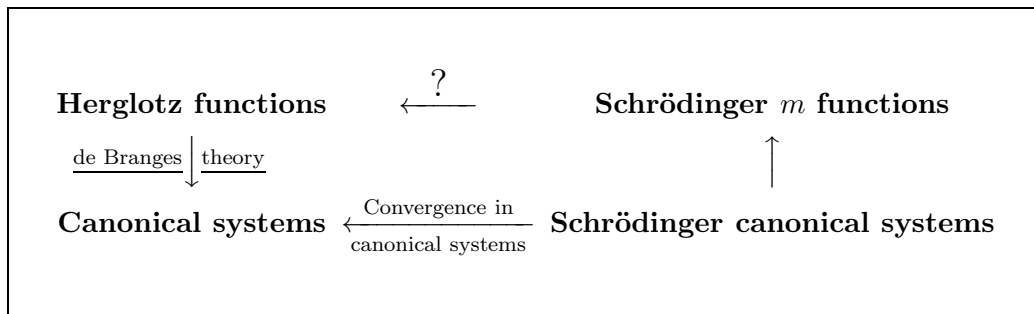 ?
Herglotz functions Schrödinger m functions
de Branges theory
Convergence in
Canonical systems Schrödinger canonical systems
canonical systems